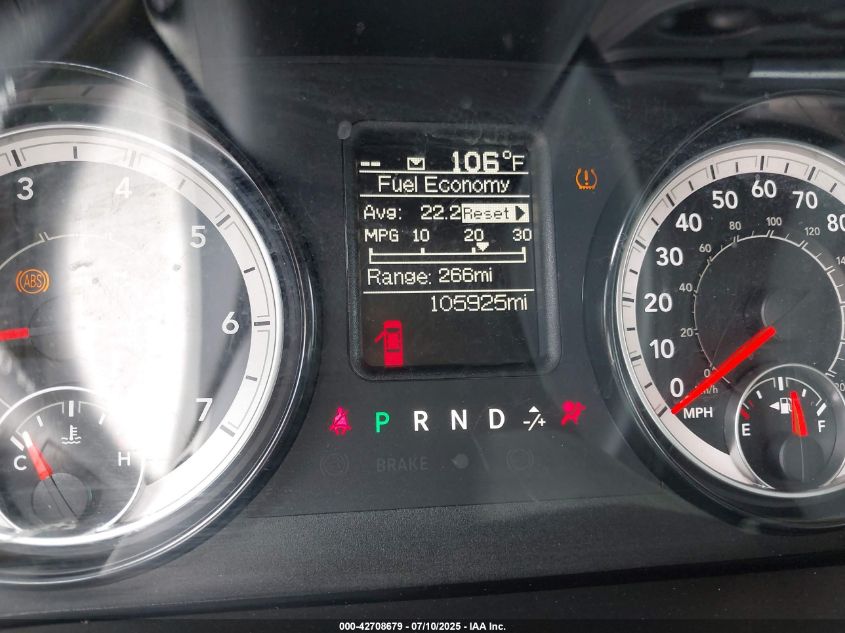 -- 106°F
Fuel Economy
Avg: 22.2 Reset
MPG 10 20 30
Range: 266mi
105925mi
3 4 5 6 7
ABS
C H
P R N D -/+
BRAKE
0 10 20 30 40 50 60 70 80
MPH
0 20 40 60 80 100 120
km/h
E F
000-42708679 - 07/10/2025 - IAA Inc.